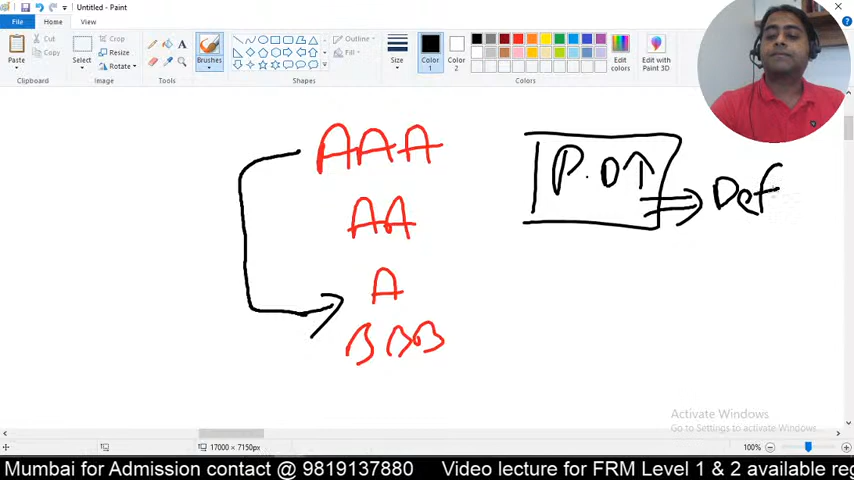 Untitled - Paint
File Home View
Paste Cut Copy Clipboard
Select Crop Resize Rotate Image
A Tools
Brushes
Outline Fill Shapes
Size
Color 1 Color 2 Colors
Edit colors
Edit with Paint 3D
AAA
P.D↑
Def
AA
A
BBB
Activate Windows
Go to Settings to activate Windows...
17000 × 7150px
100%
Mumbai for Admission contact @ 9819137880 Video lecture for FRM Level 1 & 2 available reg